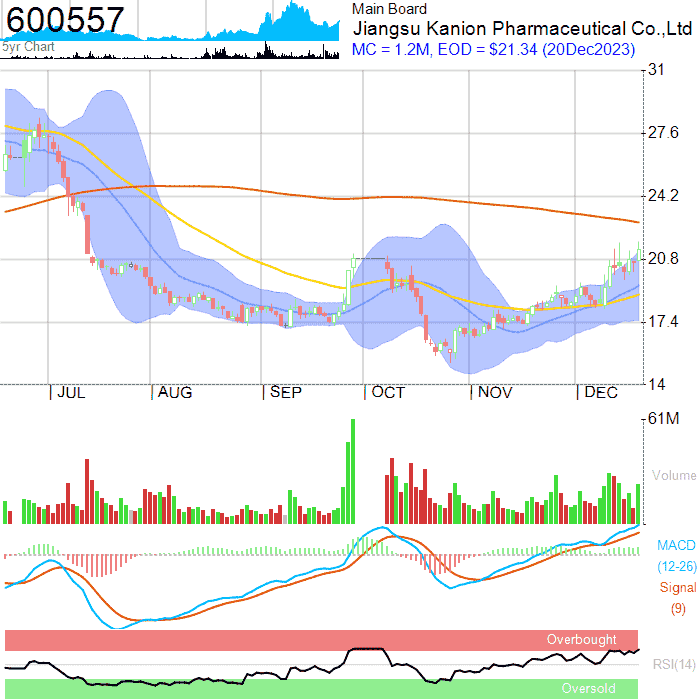 600557
5yr Chart
Main Board
Jiangsu Kanion Pharmaceutical Co.,Ltd
MC = 1.2M, EOD = $21.34 (20Dec2023)
31
27.6
24.2
20.8
17.4
14
JUL AUG SEP OCT NOV DEC
61M
Volume
MACD
(12-26)
Signal
(9)
Overbought
RSI(14)
Oversold